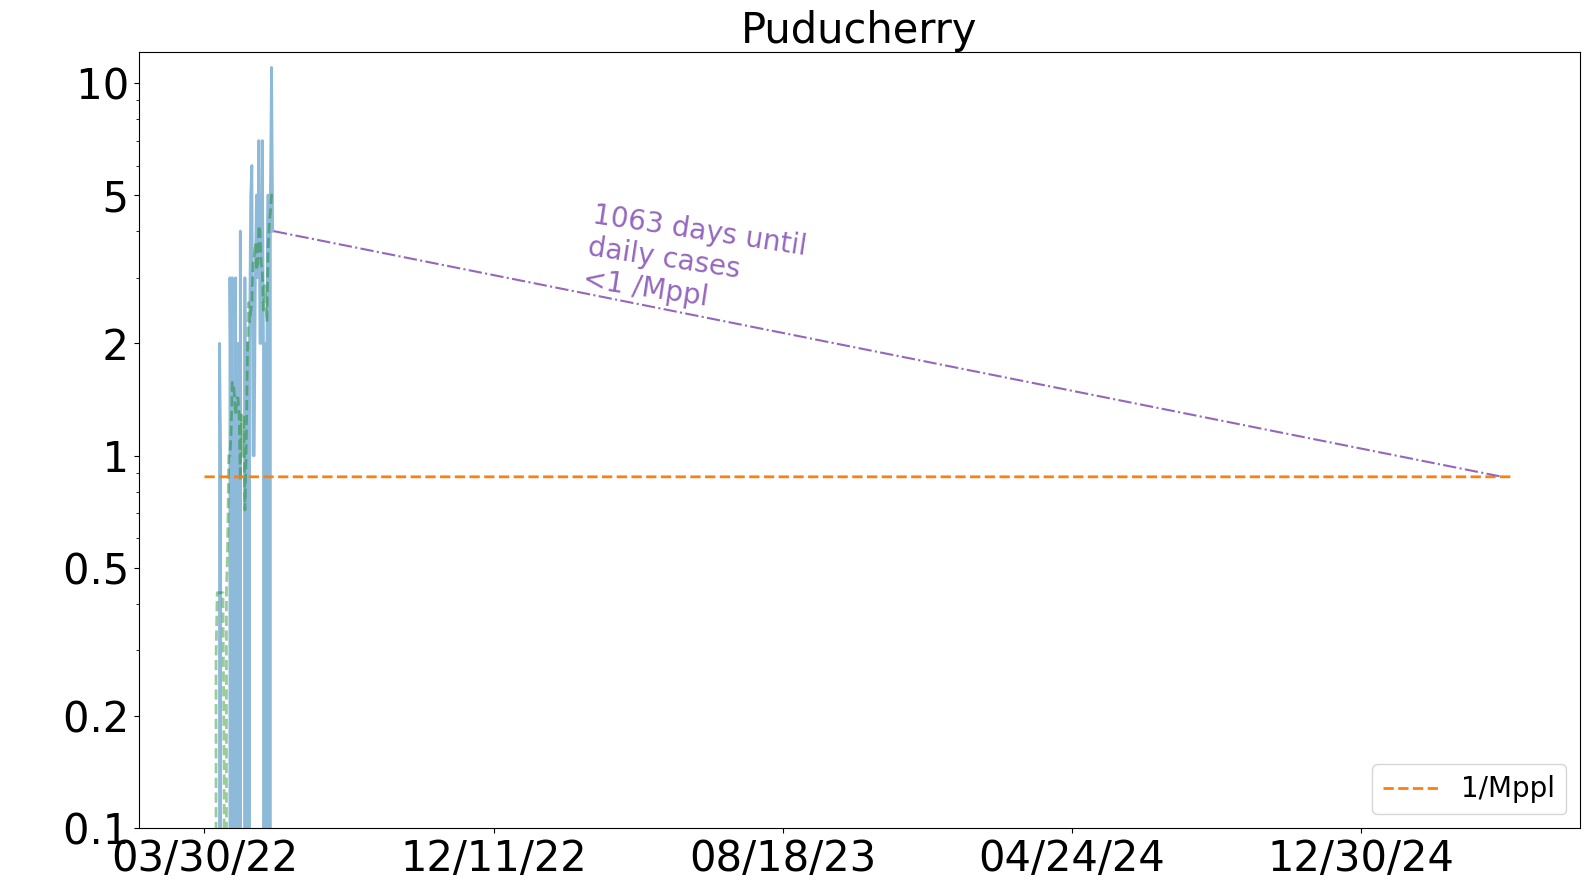 Puducherry
10
5
2
1
0.5
0.2
0.1
1063 days until
daily cases
<1 /Mppl
1/Mppl
03/30/22 12/11/22 08/18/23 04/24/24 12/30/24